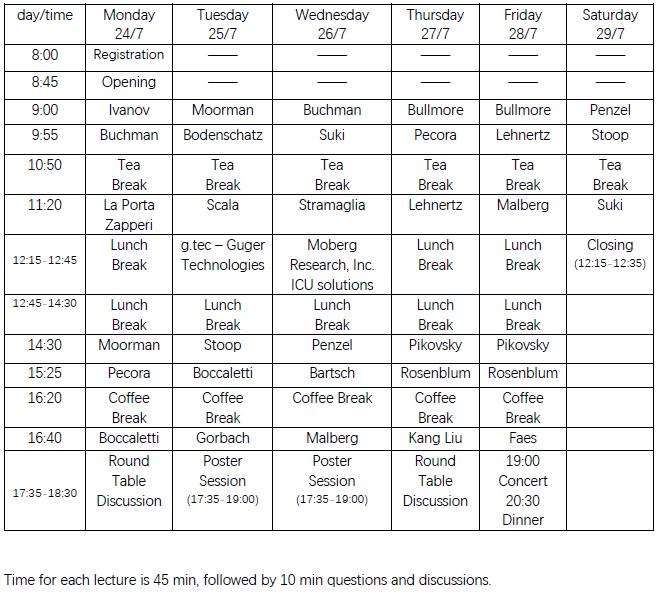 day/time Monday 24/7 Tuesday 25/7 Wednesday 26/7 Thursday 27/7 Friday 28/7 Saturday 29/7
8:00 Registration —— —— —— —— ——
8:45 Opening —— —— —— —— ——
9:00 Ivanov Moorman Buchman Bullmore Bullmore Penzel
9:55 Buchman Bodenschatz Suki Pecora Lehnertz Stoop
10:50 Tea Break Tea Break Tea Break Tea Break Tea Break Tea Break
11:20 La Porta Zapperi Scala Stramaglia Lehnertz Malberg Suki
12:15-12:45 Lunch Break g.tec – Guger Technologies Moberg Research, Inc. ICU solutions Lunch Break Lunch Break Closing (12:15-12:35)
12:45-14:30 Lunch Break Lunch Break Lunch Break Lunch Break Lunch Break
14:30 Moorman Stoop Penzel Pikovsky Pikovsky
15:25 Pecora Boccaletti Bartsch Rosenblum Rosenblum
16:20 Coffee Break Coffee Break Coffee Break Coffee Break Coffee Break
16:40 Boccaletti Gorbach Malberg Kang Liu Faes
17:35-18:30 Round Table Discussion Poster Session (17:35-19:00) Poster Session (17:35-19:00) Round Table Discussion 19:00 Concert 20:30 Dinner
Time for each lecture is 45 min, followed by 10 min questions and discussions.